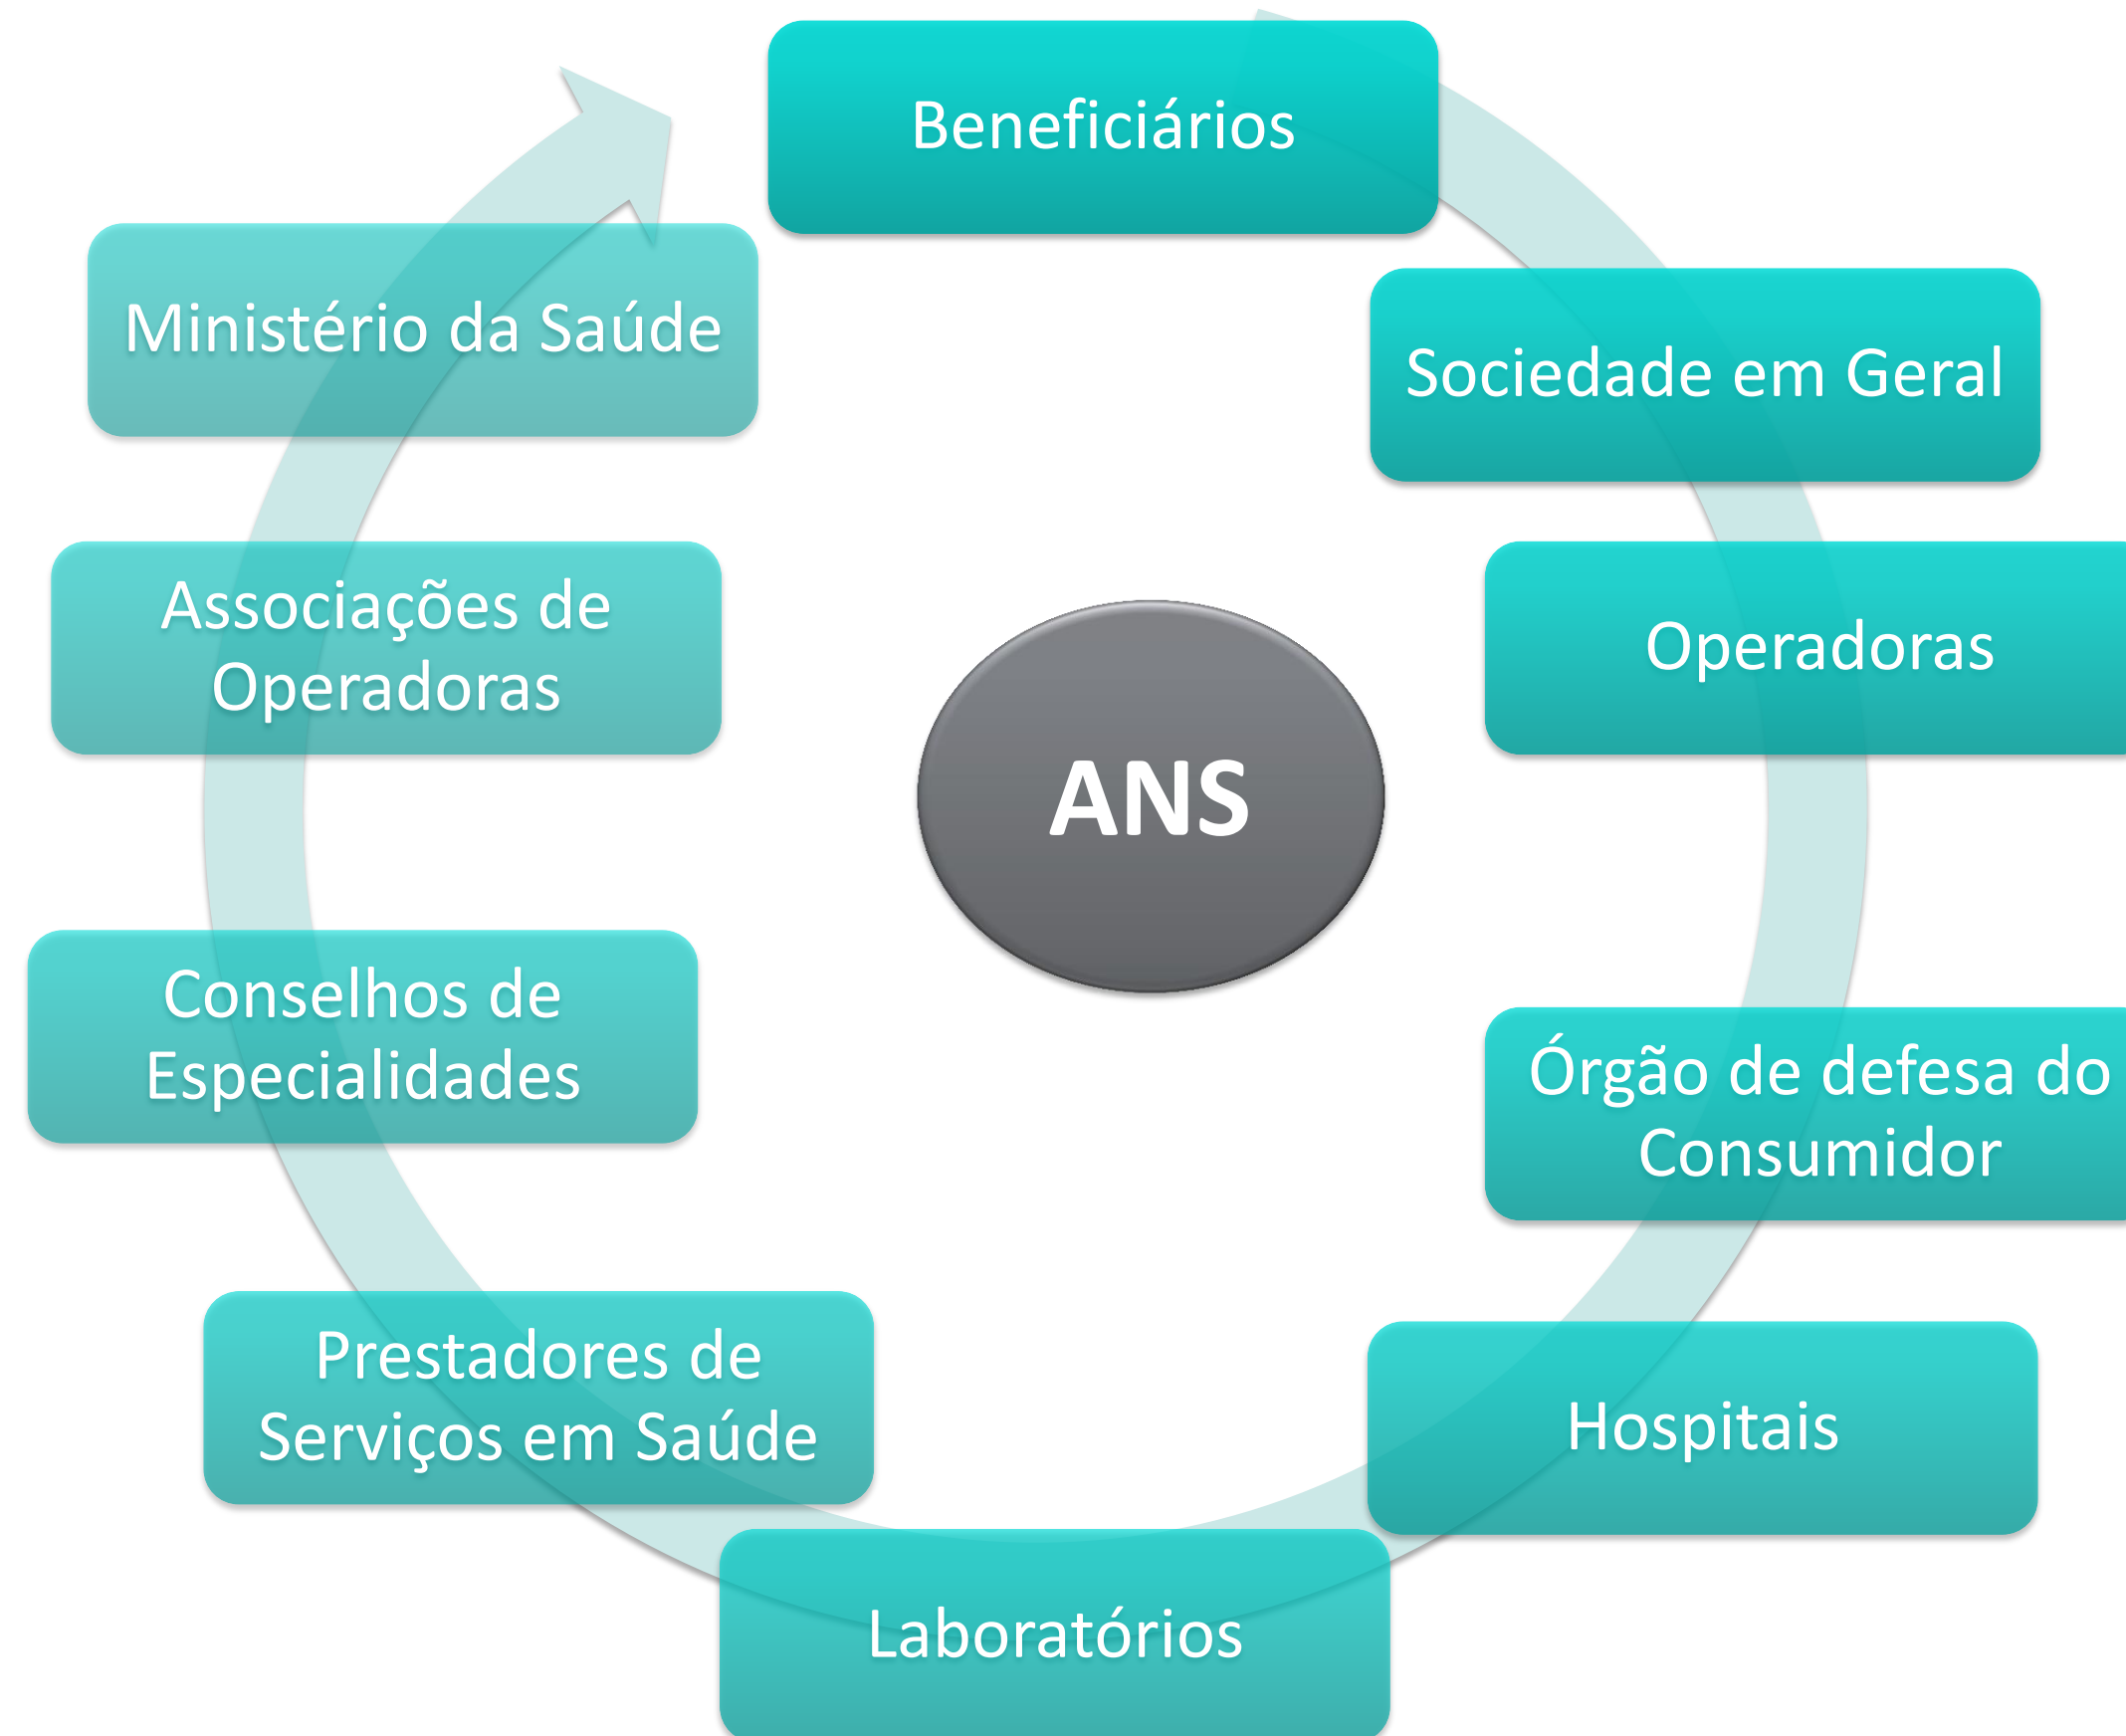 Beneficiários
Sociedade em Geral
Operadoras
Órgão de defesa do
Consumidor
Hospitais
Laboratórios
Prestadores de
Serviços em Saúde
Conselhos de
Especialidades
Associações de
Operadoras
Ministério da Saúde
ANS